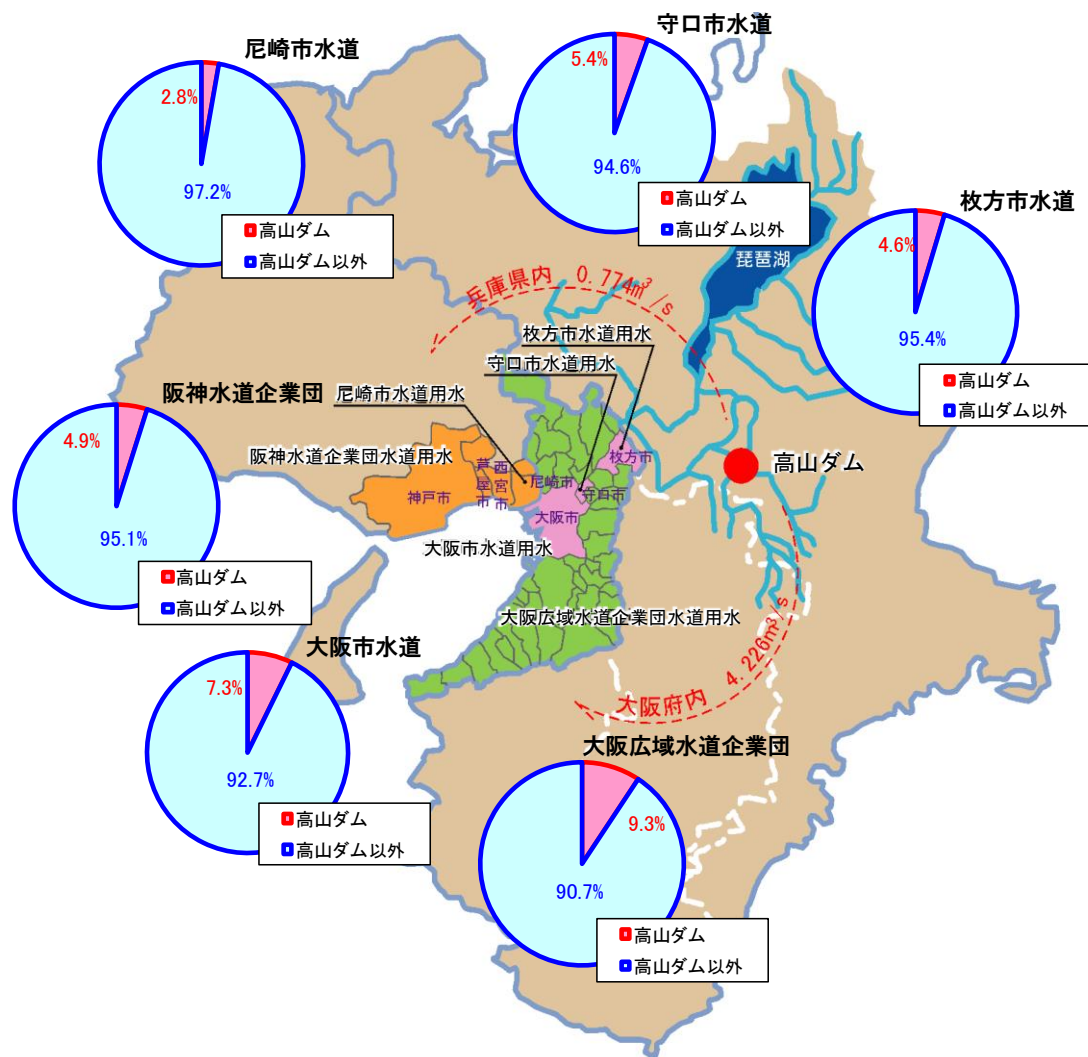 尼崎市水道
2.8%
97.2%
高山ダム
高山ダム以外
守口市水道
5.4%
94.6%
高山ダム
高山ダム以外
枚方市水道
4.6%
95.4%
高山ダム
高山ダム以外
琵琶湖
兵庫県内 0.774m³/s
枚方市水道用水
守口市水道用水
尼崎市水道用水
阪神水道企業団
4.9%
95.1%
高山ダム
高山ダム以外
阪神水道企業団水道用水
神戸市
芦屋市
西宮市
尼崎市
守口市
枚方市
大阪市
高山ダム
大阪市水道用水
大阪広域水道企業団水道用水
大阪府内 4.226m³/s
大阪市水道
7.3%
92.7%
高山ダム
高山ダム以外
大阪広域水道企業団
9.3%
90.7%
高山ダム
高山ダム以外